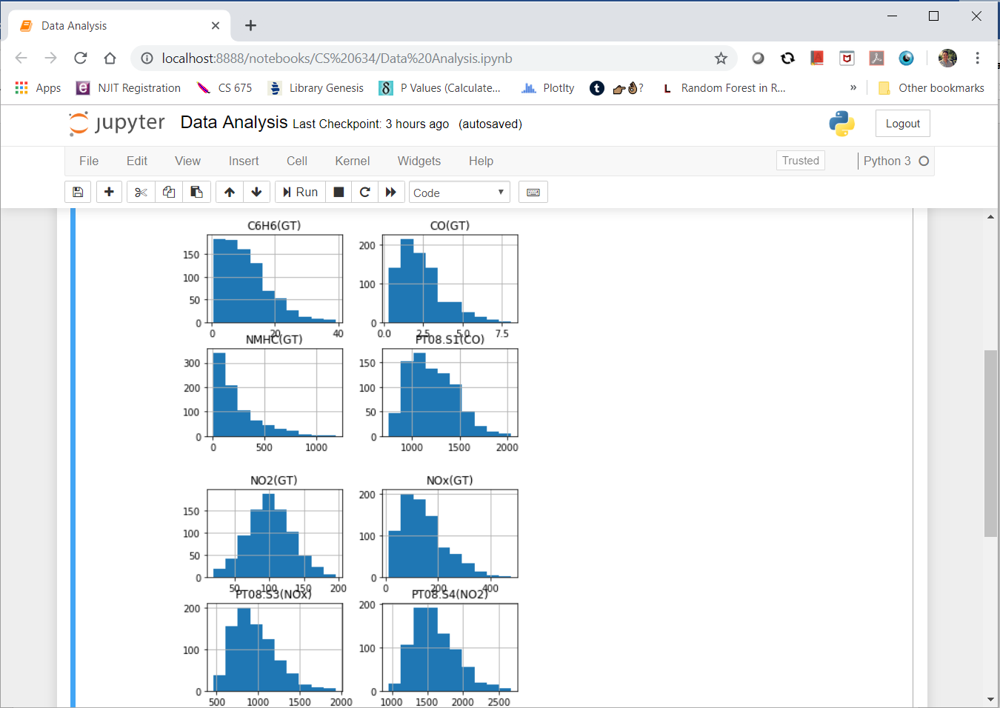 Data Analysis
localhost:8888/notebooks/CS%20634/Data%20Analysis.ipynb
Apps NJIT Registration CS 675 Library Genesis P Values (Calculate... Plotlty ? Random Forest in R... » Other bookmarks
jupyter Data Analysis Last Checkpoint: 3 hours ago (autosaved) Logout
File Edit View Insert Cell Kernel Widgets Help Trusted Python 3
Run Code
C6H6(GT) CO(GT)
150 200
100 100
50
0 0
0 20 40 0.0 2.5 5.0 7.5
NMHC(GT) PT08.S1(CO)
300 150
200 100
100 50
0 0
0 500 1000 1000 1500 2000
NO2(GT) NOx(GT)
150 200
100 100
50
0 0
50 100 150 200 0 200 400
PT08.S3(NOx) PT08.S4(NO2)
200 200
100 100
0 0
500 1000 1500 2000 1000 1500 2000 2500